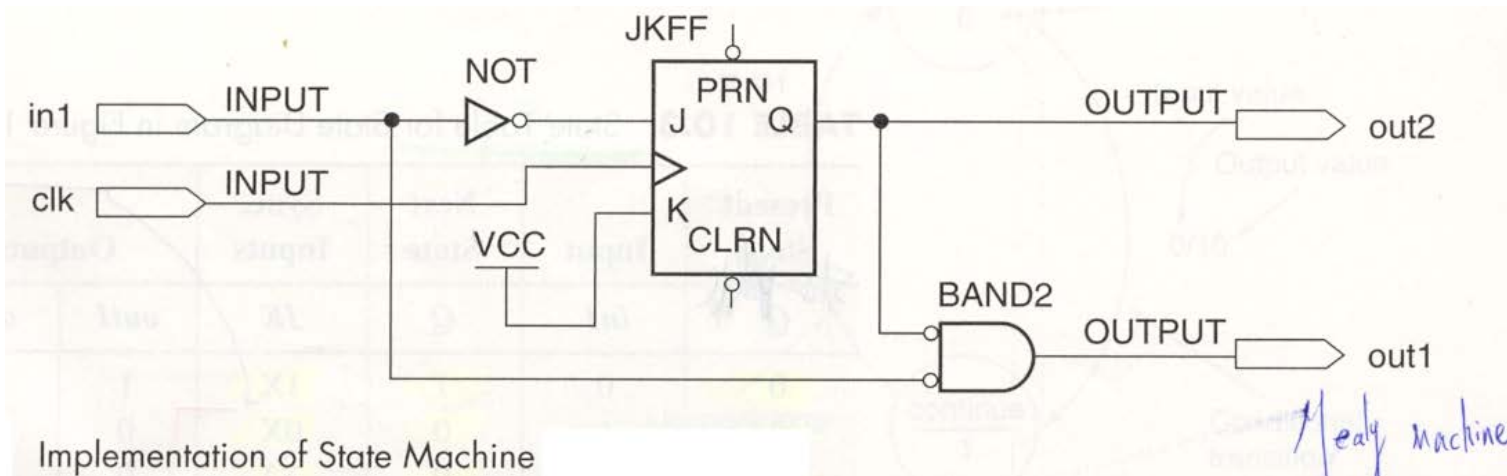 JKFF
NOT
in1 INPUT
PRN
J Q
OUTPUT out2
clk INPUT
K
VCC
CLRN
BAND2
OUTPUT out1
Mealy machine
Implementation of State Machine